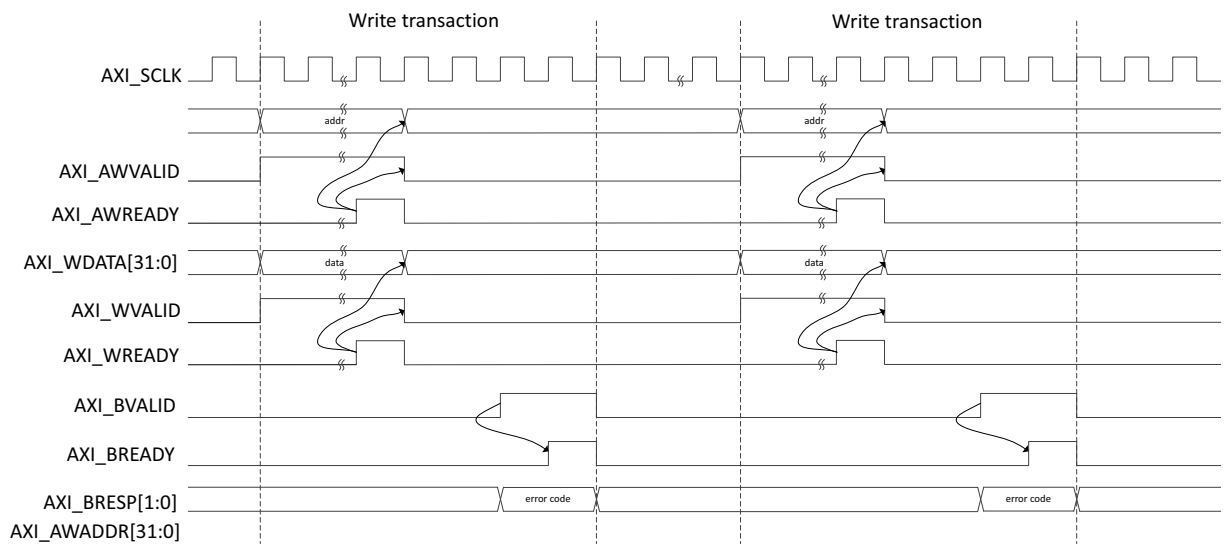 Write transaction Write transaction
AXI_SCLK
addr addr
AXI_AWVALID
AXI_AWREADY
AXI_WDATA[31:0] data data
AXI_WVALID
AXI_WREADY
AXI_BVALID
AXI_BREADY
AXI_BRESP[1:0] error code error code
AXI_AWADDR[31:0]